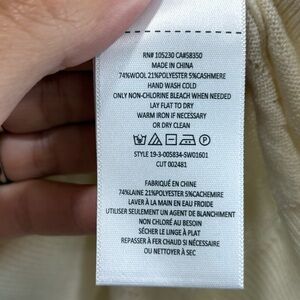 RN# 105230 CA#58350
MADE IN CHINA
74%WOOL 21%POLYESTER 5%CASHMERE
HAND WASH COLD
ONLY NON-CHLORINE BLEACH WHEN NEEDED
LAY FLAT TO DRY
WARM IRON IF NECESSARY
OR DRY CLEAN
STYLE 19-3-005834-SW01601
CUT 002481
FABRIQUÉ EN CHINE
74%LAINE 21%POLYESTER 5%CACHEMIRE
LAVER À LA MAIN EN EAU FROIDE
UTILISER SEULEMENT UN AGENT DE BLANCHIMENT
NON CHLORÉ AU BESOIN
SÉCHER LE LINGE À PLAT
REPASSER À FER CHAUD SI NÉCESSAIRE
OU NETTOYER À SEC